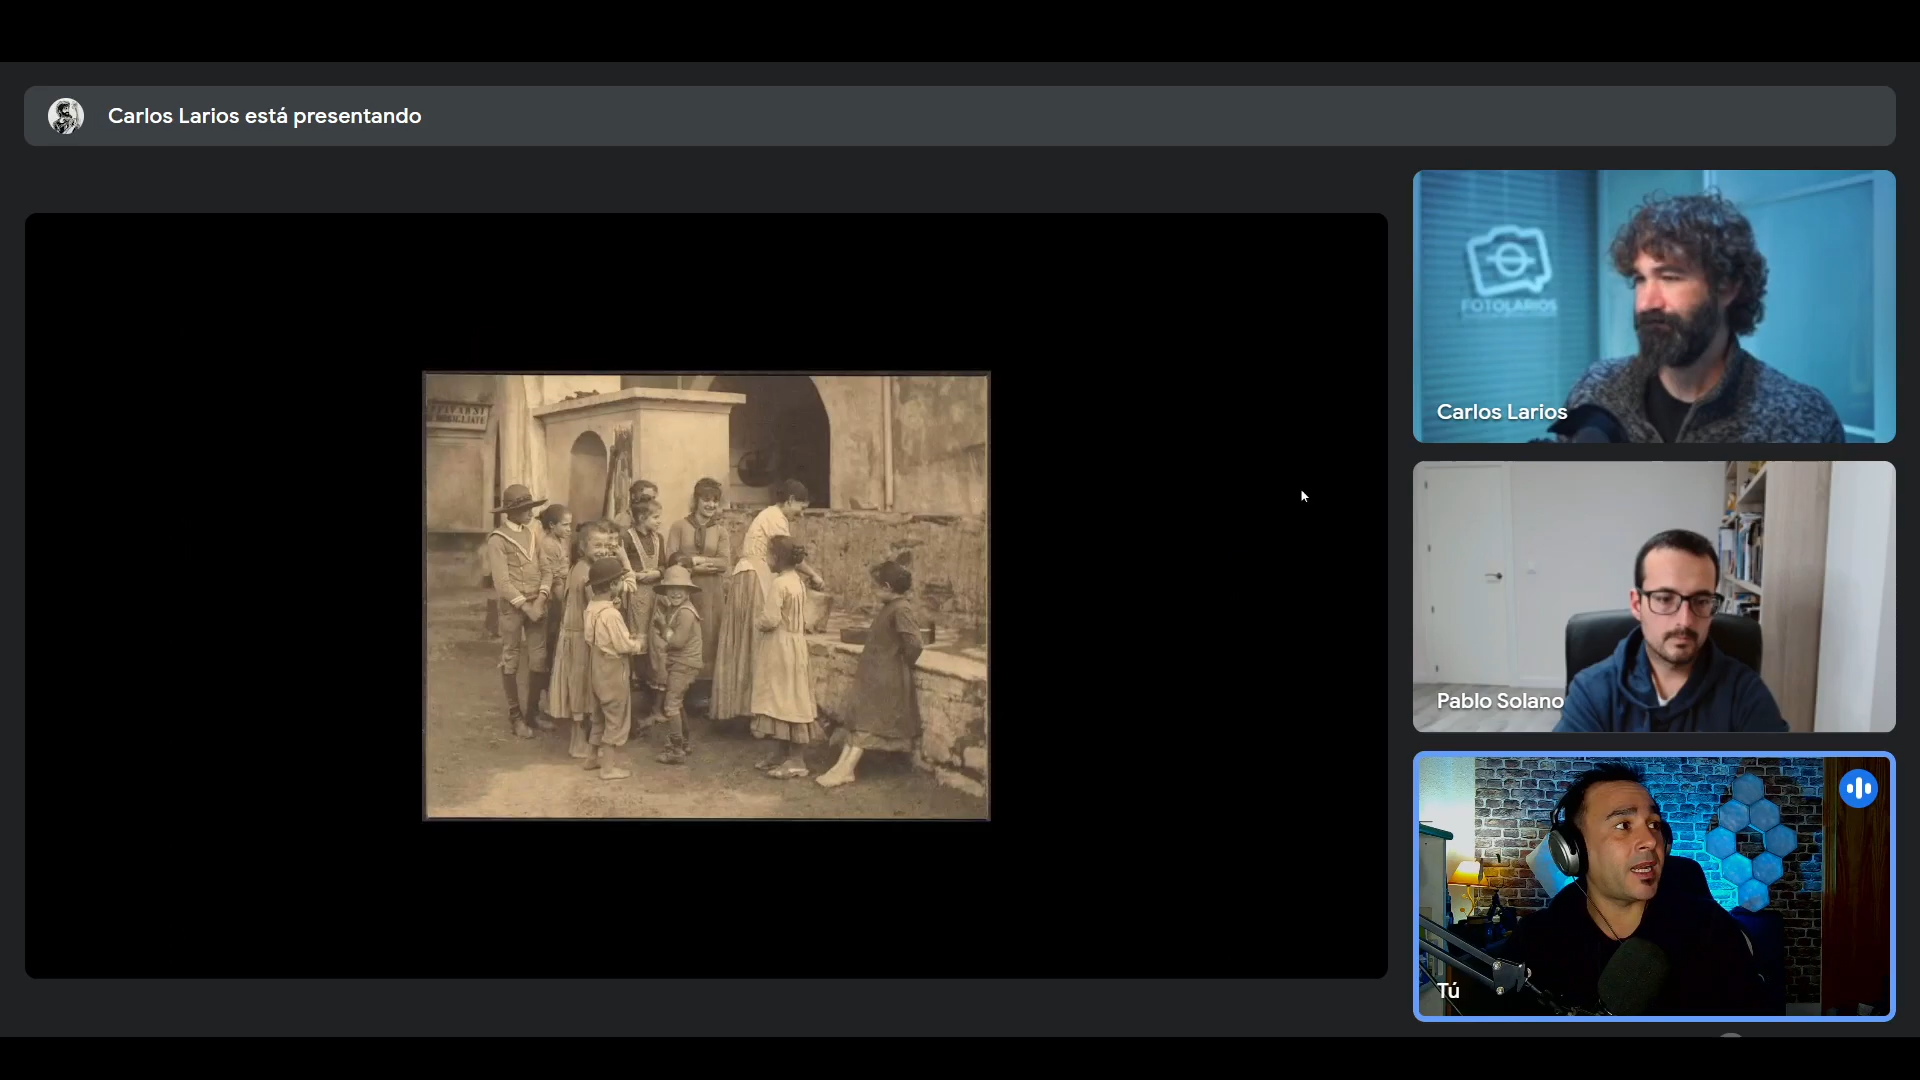 Carlos Larios está presentando
FOTOLARIOS
Carlos Larios
Pablo Solano
Tú